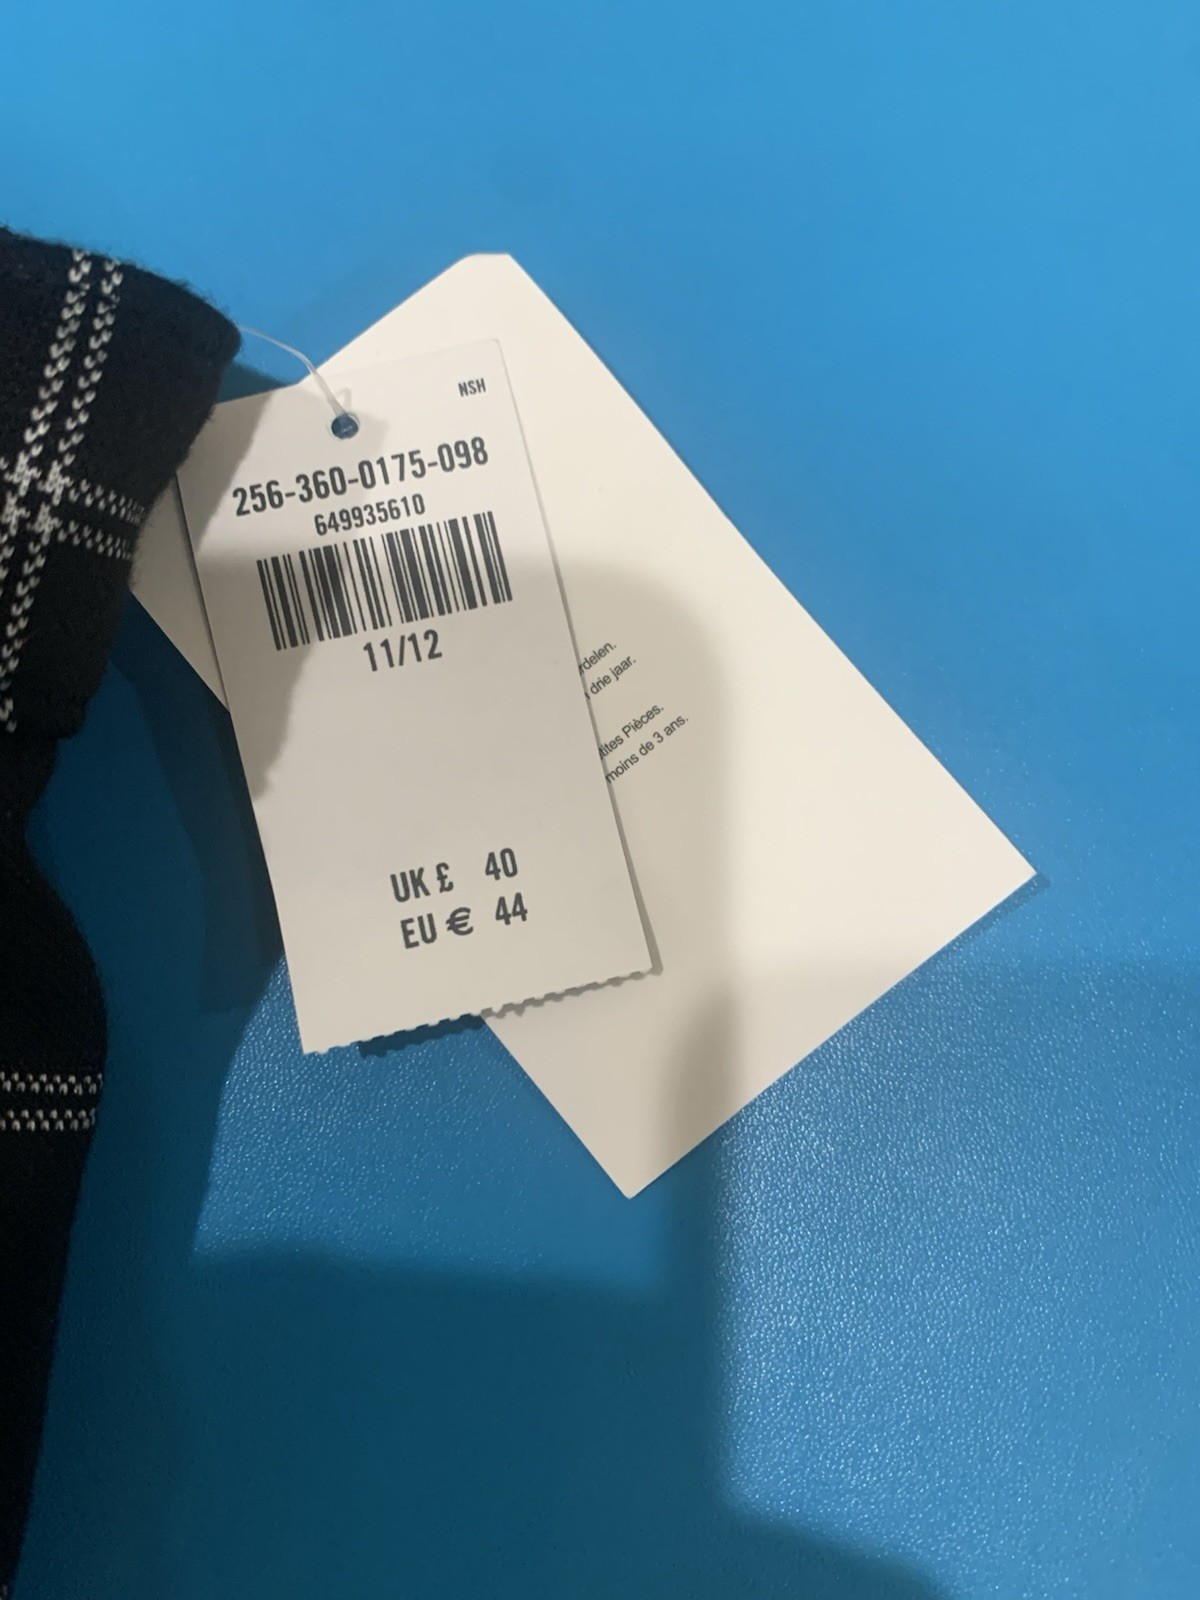 NSH
256-360-0175-098
649935610
11/12
UK £ 40
EU € 44
drie jaar.
Pièces.
moins de 3 ans.